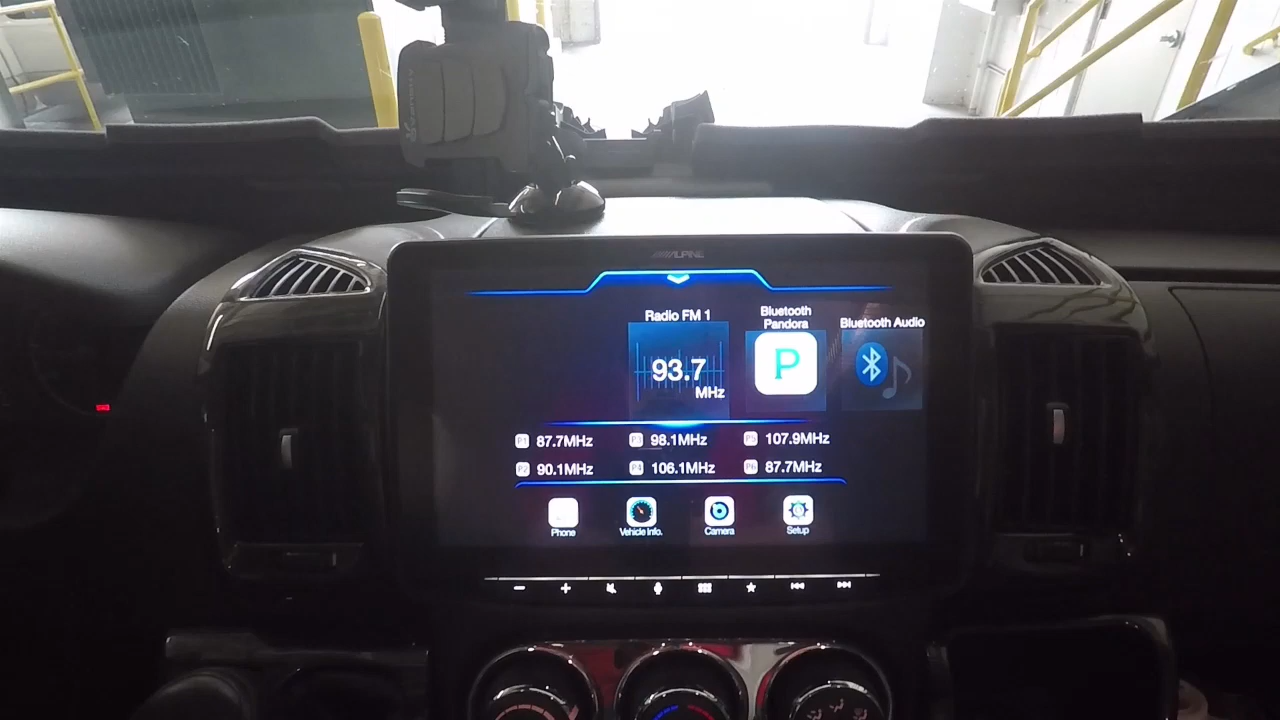 ALPINE
Radio FM 1
Bluetooth
Pandora
Bluetooth Audio
93.7
MHz
P
P1 87.7MHz
P3 98.1MHz
P5 107.9MHz
P2 90.1MHz
P4 106.1MHz
P6 87.7MHz
Phone
Vehicle Info.
Camera
Setup